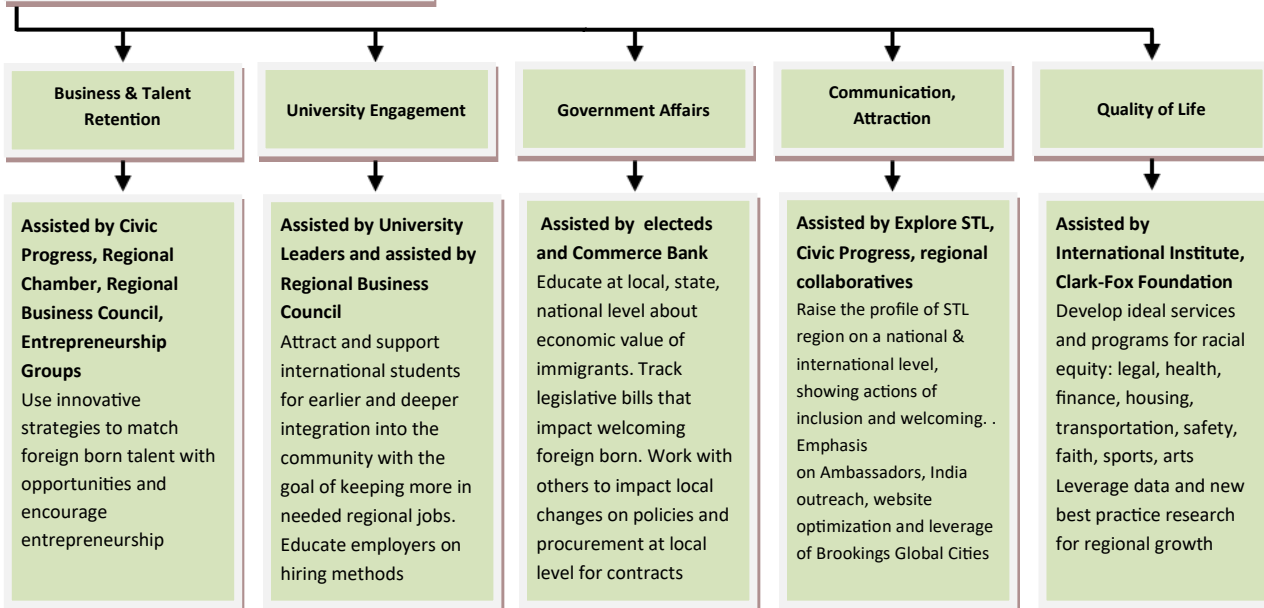 Business & Talent
Retention
University Engagement
Government Affairs
Communication,
Attraction
Quality of Life
Assisted by Civic
Progress, Regional
Chamber, Regional
Business Council,
Entrepreneurship
Groups
Use innovative
strategies to match
foreign born talent with
opportunities and
encourage
entrepreneurship
Assisted by University
Leaders and assisted by
Regional Business
Council
Attract and support
international students
for earlier and deeper
integration into the
community with the
goal of keeping more in
needed regional jobs.
Educate employers on
hiring methods
Assisted by  electeds
and Commerce Bank
Educate at local, state,
national level about
economic value of
immigrants. Track
legislative bills that
impact welcoming
foreign born. Work with
others to impact local
changes on policies and
procurement at local
level for contracts
Assisted by Explore STL,
Civic Progress, regional
collaboratives
Raise the profile of STL
region on a national &
international level,
showing actions of
inclusion and welcoming. .
Emphasis
on Ambassadors, India
outreach, website
optimization and leverage
of Brookings Global Cities
Assisted by
International Institute,
Clark-Fox Foundation
Develop ideal services
and programs for racial
equity: legal, health,
finance, housing,
transportation, safety,
faith, sports, arts
Leverage data and new
best practice research
for regional growth